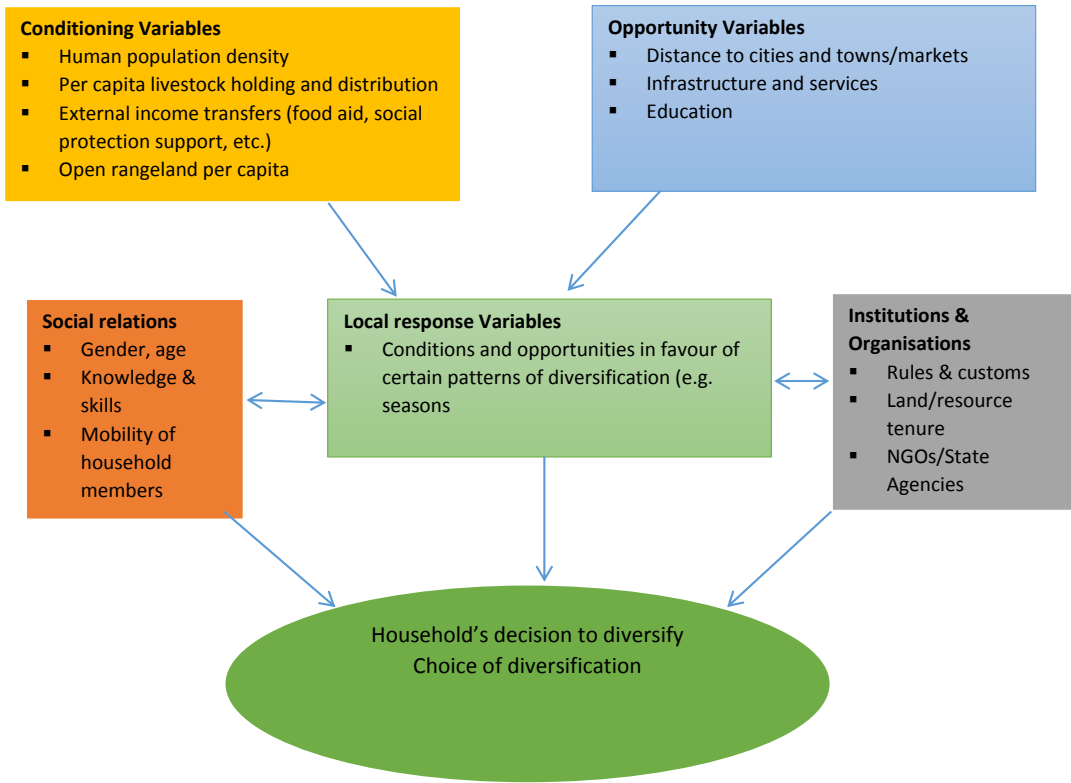 Conditioning Variables
▪ Human population density
▪ Per capita livestock holding and distribution
▪ External income transfers (food aid, social
protection support, etc.)
▪ Open rangeland per capita
Opportunity Variables
▪ Distance to cities and towns/markets
▪ Infrastructure and services
▪ Education
Social relations
▪ Gender, age
▪ Knowledge &
skills
▪ Mobility of
household
members
Local response Variables
▪ Conditions and opportunities in favour of
certain patterns of diversification (e.g.
seasons
Institutions &
Organisations
▪ Rules & customs
▪ Land/resource
tenure
▪ NGOs/State
Agencies
Household’s decision to diversify
Choice of diversification